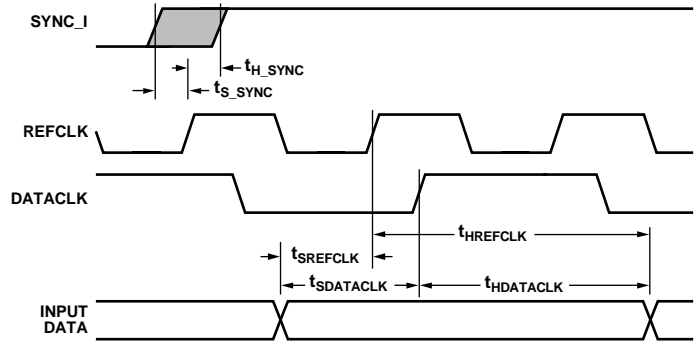 SYNC_I
tH_SYNC
tS_SYNC
REFCLK
DATACLK
tHREFCLK
tSREFCLK
tSDATACLK
tHDATACLK
INPUT
DATA